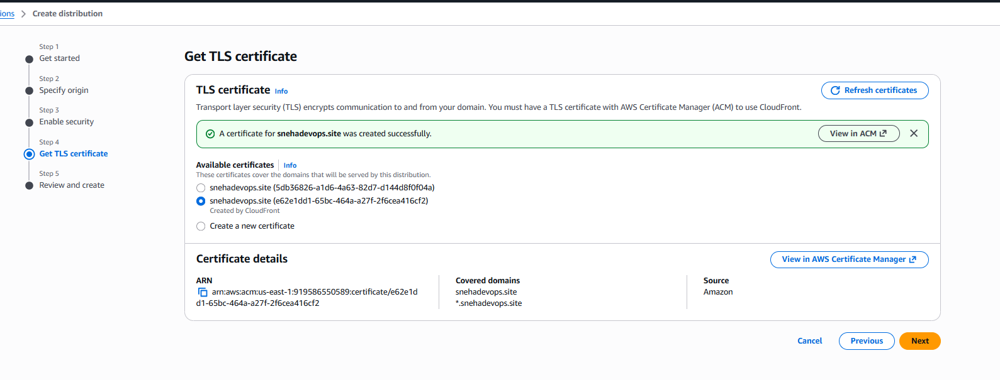 ions > Create distribution
Step 1
Get started
Step 2
Specify origin
Step 3
Enable security
Step 4
Get TLS certificate
Step 5
Review and create
Get TLS certificate
TLS certificate Info
Refresh certificates
Transport layer security (TLS) encrypts communication to and from your domain. You must have a TLS certificate with AWS Certificate Manager (ACM) to use CloudFront.
A certificate for snehadevops.site was created successfully.
View in ACM
Available certificates Info
These certificates cover the domains that will be served by this distribution.
snehadevops.site (5db36826-a1d6-4a63-82d7-d144d8f0f04a)
snehadevops.site (e62e1dd1-65bc-464a-a27f-2f6cea416cf2)
Created by CloudFront
Create a new certificate
Certificate details
View in AWS Certificate Manager
ARN
arn:aws:acm:us-east-1:919586550589:certificate/e62e1d
d1-65bc-464a-a27f-2f6cea416cf2
Covered domains
snehadevops.site
*.snehadevops.site
Source
Amazon
Cancel
Previous
Next